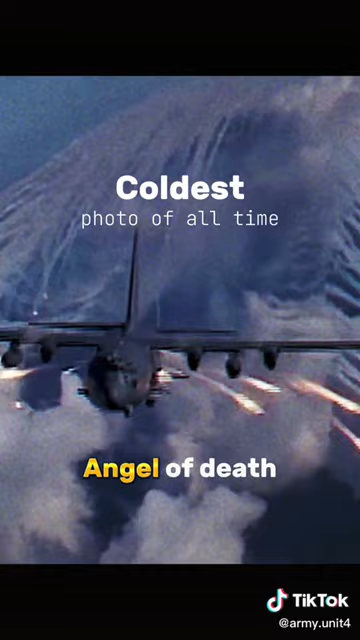 Coldest
photo of all time
Angel of death
TikTok
@army.unit4